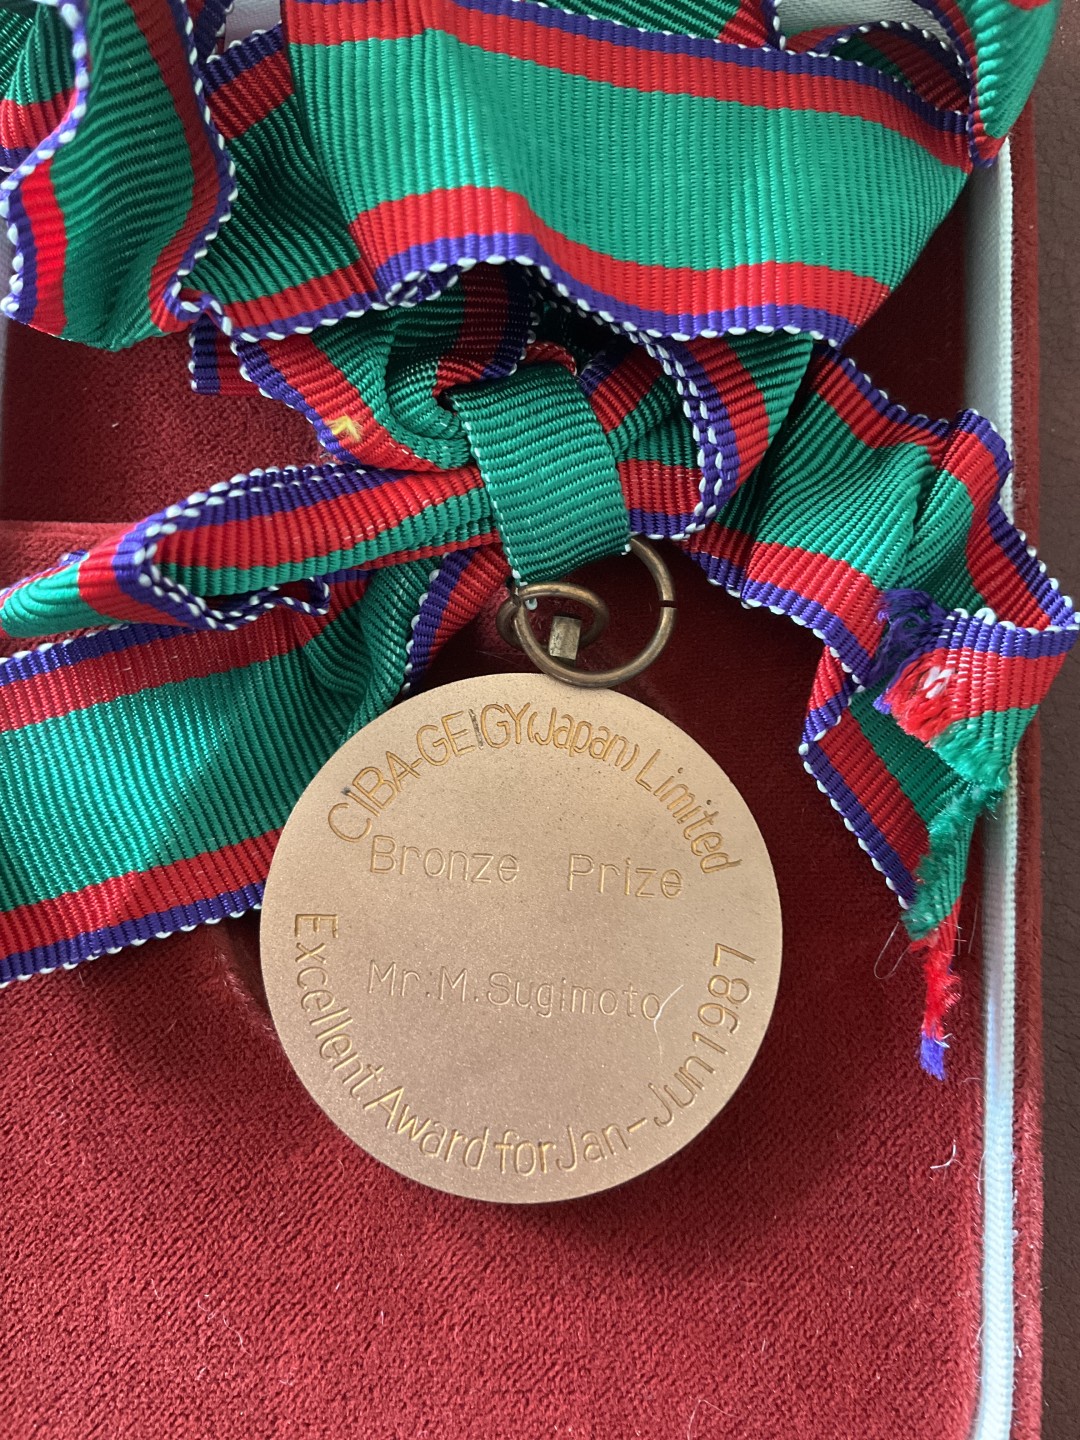 CIBA-GEIGY(Japan) Limited
Bronze Prize
Mr.M.Sugimoto
Excellent Award for Jan-Jun 1987